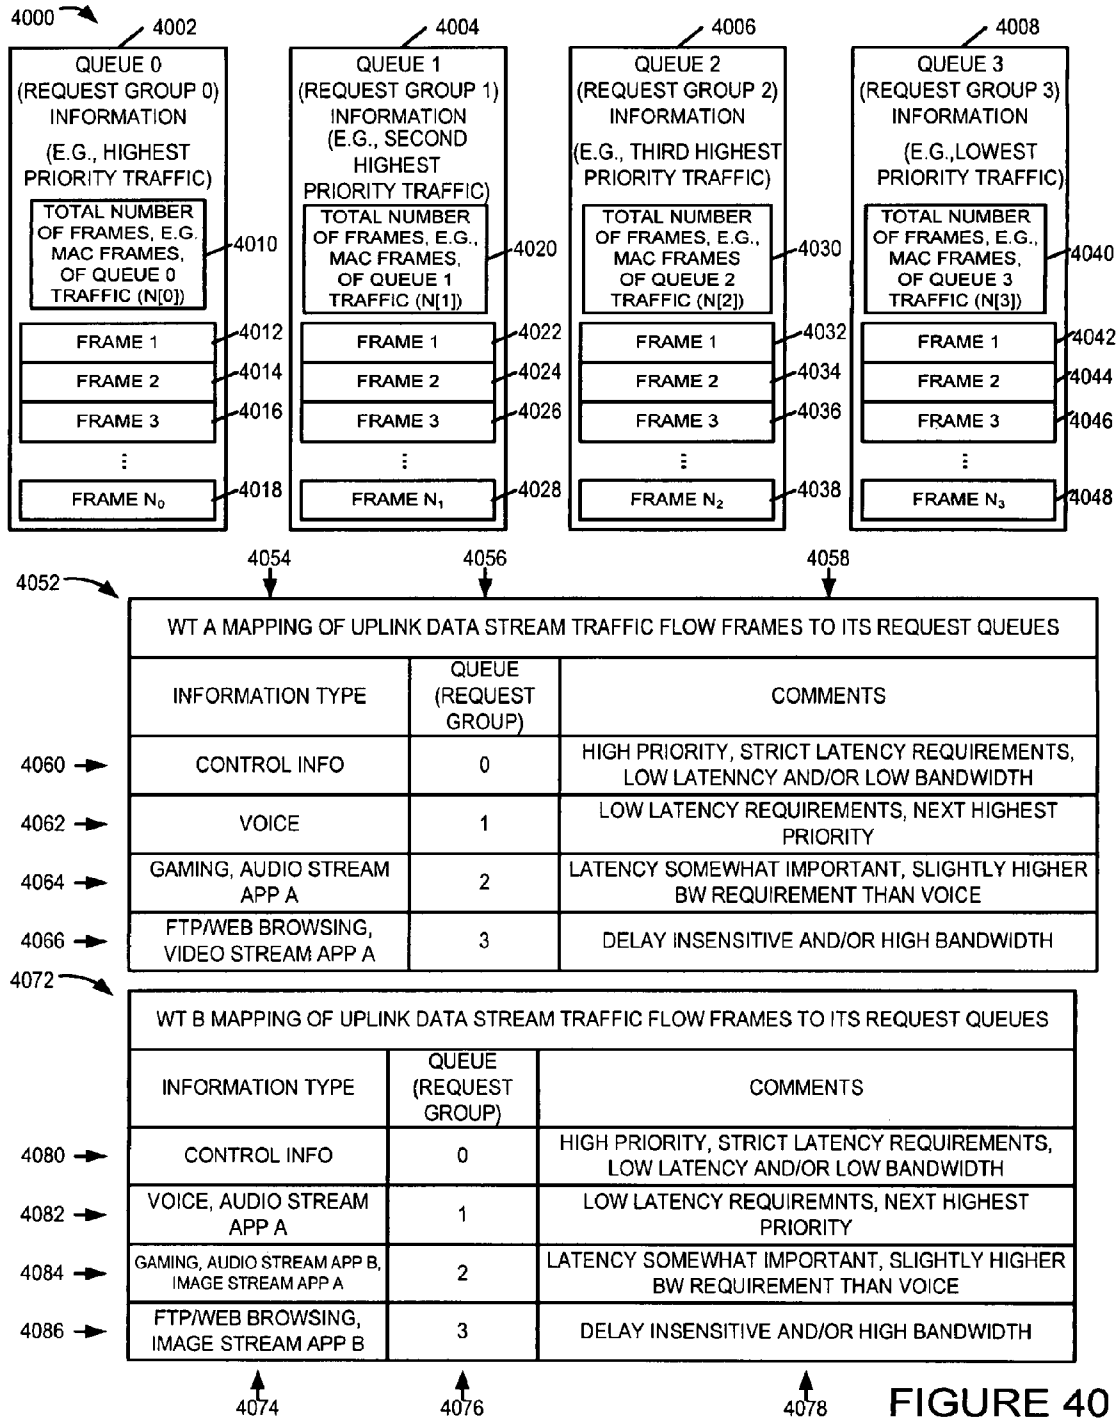 4000
4002
4004
4006
4008
QUEUE 0
(REQUEST GROUP 0)
INFORMATION
(E.G., HIGHEST
PRIORITY TRAFFIC)
TOTAL NUMBER
OF FRAMES, E.G.
MAC FRAMES,
OF QUEUE 0
TRAFFIC (N[0])
4010
FRAME 1
4012
FRAME 2
4014
FRAME 3
4016
⋮
FRAME N₀
4018
QUEUE 1
(REQUEST GROUP 1)
INFORMATION
(E.G., SECOND
HIGHEST
PRIORITY TRAFFIC)
TOTAL NUMBER
OF FRAMES, E.G.,
MAC FRAMES,
OF QUEUE 1
TRAFFIC (N[1])
4020
FRAME 1
4022
FRAME 2
4024
FRAME 3
4026
⋮
FRAME N₁
4028
QUEUE 2
(REQUEST GROUP 2)
INFORMATION
(E.G., THIRD HIGHEST
PRIORITY TRAFFIC)
TOTAL NUMBER
OF FRAMES, E.G.,
MAC FRAMES
OF QUEUE 2
TRAFFIC (N[2])
4030
FRAME 1
4032
FRAME 2
4034
FRAME 3
4036
⋮
FRAME N₂
4038
QUEUE 3
(REQUEST GROUP 3)
INFORMATION
(E.G.,LOWEST
PRIORITY TRAFFIC)
TOTAL NUMBER
OF FRAMES, E.G.,
MAC FRAMES,
OF QUEUE 3
TRAFFIC (N[3])
4040
FRAME 1
4042
FRAME 2
4044
FRAME 3
4046
⋮
FRAME N₃
4048
4052
4054
4056
4058
WT A MAPPING OF UPLINK DATA STREAM TRAFFIC FLOW FRAMES TO ITS REQUEST QUEUES
INFORMATION TYPE
QUEUE
(REQUEST
GROUP)
COMMENTS
4060
CONTROL INFO
0
HIGH PRIORITY, STRICT LATENCY REQUIREMENTS,
LOW LATENNCY AND/OR LOW BANDWIDTH
4062
VOICE
1
LOW LATENCY REQUIREMENTS, NEXT HIGHEST
PRIORITY
4064
GAMING, AUDIO STREAM
APP A
2
LATENCY SOMEWHAT IMPORTANT, SLIGHTLY HIGHER
BW REQUIREMENT THAN VOICE
4066
FTP/WEB BROWSING,
VIDEO STREAM APP A
3
DELAY INSENSITIVE AND/OR HIGH BANDWIDTH
4072
WT B MAPPING OF UPLINK DATA STREAM TRAFFIC FLOW FRAMES TO ITS REQUEST QUEUES
INFORMATION TYPE
QUEUE
(REQUEST
GROUP)
COMMENTS
4080
CONTROL INFO
0
HIGH PRIORITY, STRICT LATENCY REQUIREMENTS,
LOW LATENCY AND/OR LOW BANDWIDTH
4082
VOICE, AUDIO STREAM
APP A
1
LOW LATENCY REQUIREMNTS, NEXT HIGHEST
PRIORITY
4084
GAMING, AUDIO STREAM APP B,
IMAGE STREAM APP A
2
LATENCY SOMEWHAT IMPORTANT, SLIGHTLY HIGHER
BW REQUIREMENT THAN VOICE
4086
FTP/WEB BROWSING,
IMAGE STREAM APP B
3
DELAY INSENSITIVE AND/OR HIGH BANDWIDTH
4074
4076
4078
FIGURE 40